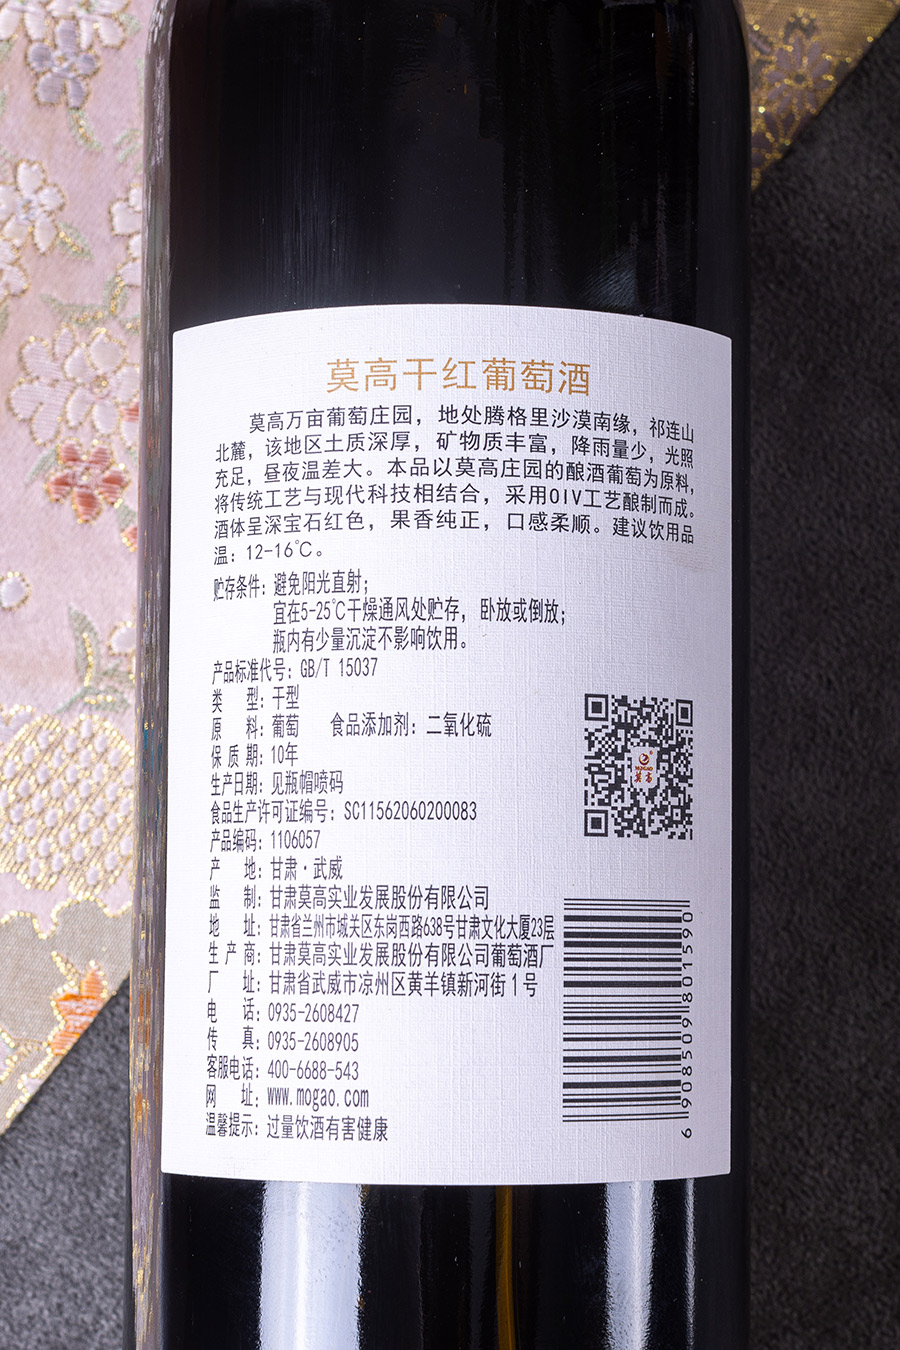 莫高干红葡萄酒
莫高万亩葡萄庄园，地处腾格里沙漠南缘，祁连山
北麓，该地区土质深厚，矿物质丰富，降雨量少，光照
充足，昼夜温差大。本品以莫高庄园的酿酒葡萄为原料，
将传统工艺与现代科技相结合，采用OIV工艺酿制而成。
酒体呈深宝石红色，果香纯正，口感柔顺。建议饮用品
温：12-16℃。
贮存条件：避免阳光直射；
宜在5-25℃干燥通风处贮存，卧放或倒放；
瓶内有少量沉淀不影响饮用。
产品标准代号：GB/T 15037
类 型：干型
原 料：葡萄 食品添加剂：二氧化硫
保 质 期：10年
生产日期：见瓶帽喷码
食品生产许可证编号：SC11562060200083
产品编码：1106057
产 地：甘肃·武威
监 制：甘肃莫高实业发展股份有限公司
地 址：甘肃省兰州市城关区东岗西路638号甘肃文化大厦23层
生 产 商：甘肃莫高实业发展股份有限公司葡萄酒厂
厂 址：甘肃省武威市凉州区黄羊镇新河街1号
电 话：0935-2608427
传 真：0935-2608905
客服电话：400-6688-543
网 址：www.mogao.com
温馨提示：过量饮酒有害健康
MOGAO
莫高
6 908509 801590